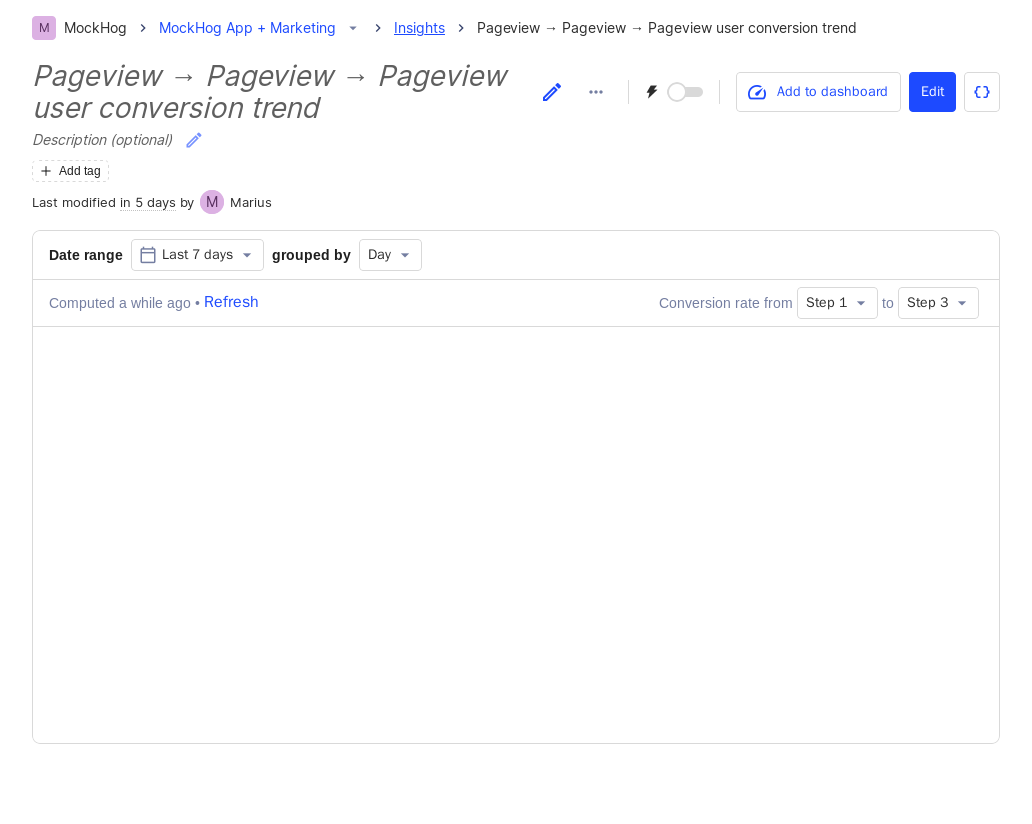 M MockHog > MockHog App + Marketing > Insights > Pageview → Pageview → Pageview user conversion trend
Pageview → Pageview → Pageview
user conversion trend
Add to dashboard Edit {}
Description (optional)
+ Add tag
Last modified in 5 days by M Marius
Date range Last 7 days grouped by Day
Computed a while ago • Refresh Conversion rate from Step 1 to Step 3